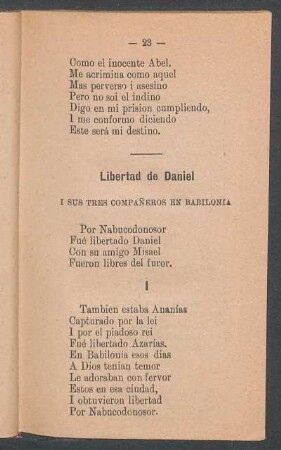 — 23 —
Como el inocente Abel.
Me acrimina como aquel
Mas perverso i asesino
Pero no soi el indino
Digo en mi prision cumpliendo,
I me conformo diciendo
Este será mi destino.
Libertad de Daniel
I SUS TRES COMPAÑEROS EN BABILONIA
Por Nabucodonosor
Fué libertado Daniel
Con su amigo Misael
Fueron libres del furor.
I
Tambien estaba Ananías
Capturado por la lei
I por el piadoso rei
Fué libertado Azarías.
En Babilonia esos dias
A Dios tenian temor
Le adoraban con fervor
Estos en esa ciudad,
I obtuvieron libertad
Por Nabucodonosor.